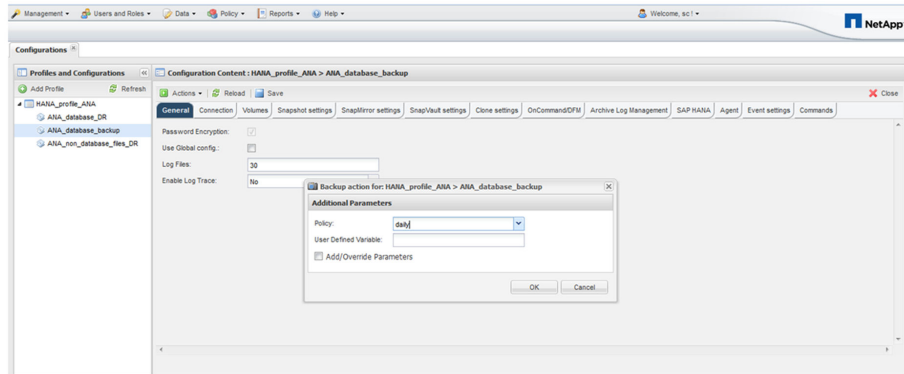 Management Users and Roles Data Policy Reports Help Welcome, sc !
NetApp
Configurations
Profiles and Configurations
Configuration Content : HANA_profile_ANA > ANA_database_backup
Add Profile Refresh
Actions Reload Save Close
HANA_profile_ANA
ANA_database_DR
ANA_database_backup
ANA_non_database_files_DR
General Connection Volumes Snapshot settings SnapMirror settings SnapVault settings Clone settings OnCommand/DFM Archive Log Management SAP HANA Agent Event settings Commands
Password Encryption:
Use Global config.:
Log Files: 30
Enable Log Trace: No
Backup action for: HANA_profile_ANA > ANA_database_backup
Additional Parameters
Policy: daily
User Defined Variable:
Add/Override Parameters
OK Cancel